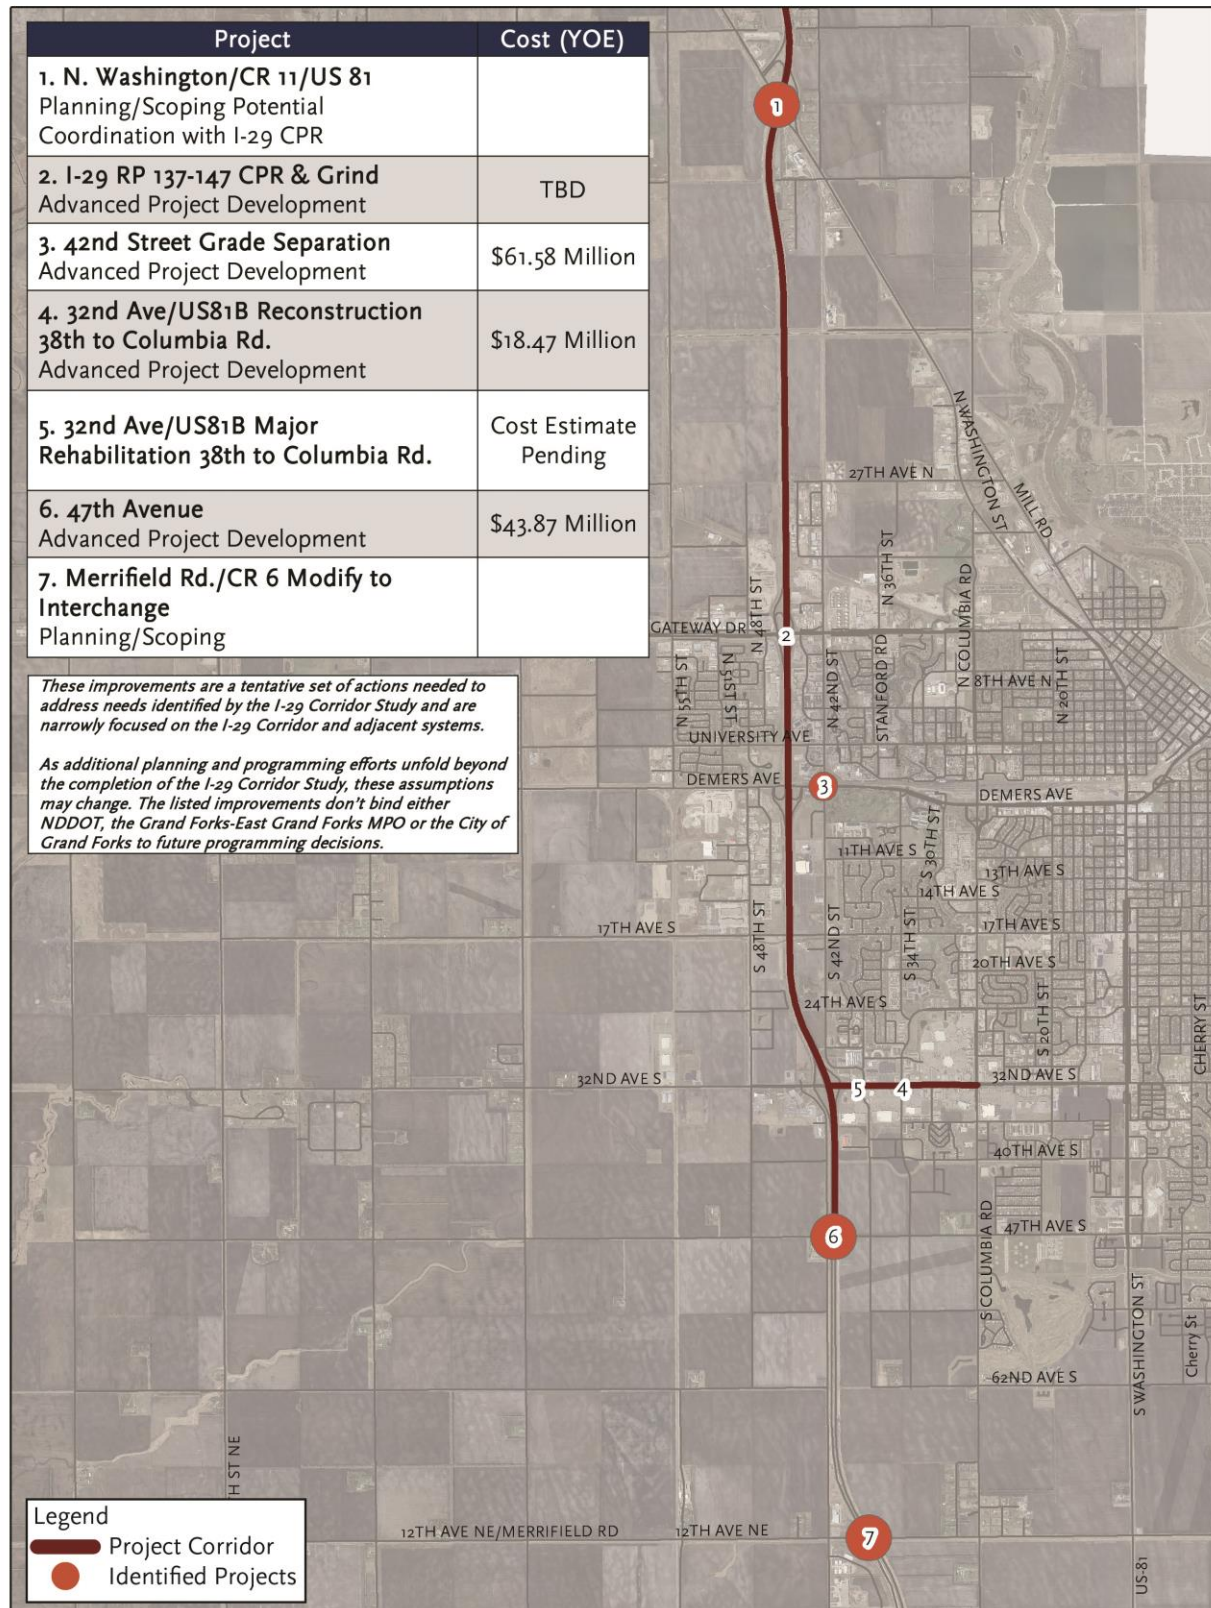 Project
Cost (YOE)
1. N. Washington/CR 11/US 81
Planning/Scoping Potential
Coordination with I-29 CPR
2. I-29 RP 137-147 CPR & Grind
Advanced Project Development
TBD
3. 42nd Street Grade Separation
Advanced Project Development
$61.58 Million
4. 32nd Ave/US81B Reconstruction
38th to Columbia Rd.
Advanced Project Development
$18.47 Million
5. 32nd Ave/US81B Major
Rehabilitation 38th to Columbia Rd.
Cost Estimate
Pending
6. 47th Avenue
Advanced Project Development
$43.87 Million
7. Merrifield Rd./CR 6 Modify to
Interchange
Planning/Scoping
These improvements are a tentative set of actions needed to
address needs identified by the I-29 Corridor Study and are
narrowly focused on the I-29 Corridor and adjacent systems.
As additional planning and programming efforts unfold beyond
the completion of the I-29 Corridor Study, these assumptions
may change. The listed improvements don't bind either
NDDOT, the Grand Forks-East Grand Forks MPO or the City of
Grand Forks to future programming decisions.
1
N WASHINGTON ST
MILL RD
27TH AVE N
N 36TH ST
N COLUMBIA RD
N 48TH ST
GATEWAY DR
2
N 55TH ST
N 51ST ST
N 42ND ST
STANFORD RD
8TH AVE N
N 20TH ST
UNIVERSITY AVE
DEMERS AVE
3
DEMERS AVE
11TH AVE S
S 30TH ST
13TH AVE S
14TH AVE S
17TH AVE S
S 48TH ST
S 42ND ST
S 34TH ST
17TH AVE S
20TH AVE S
24TH AVE S
S 20TH ST
CHERRY ST
32ND AVE S
5
4
32ND AVE S
40TH AVE S
6
S COLUMBIA RD
47TH AVE S
S WASHINGTON ST
Cherry St
62ND AVE S
H ST NE
12TH AVE NE/MERRIFIELD RD
12TH AVE NE
7
US-81
Legend
Project Corridor
Identified Projects